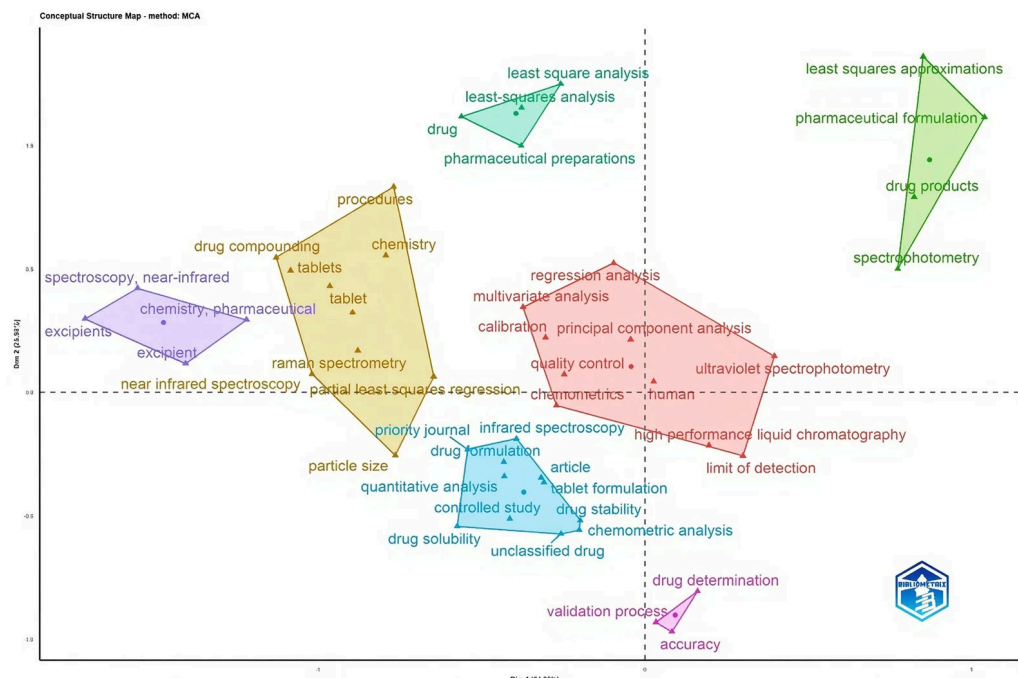 Conceptual Structure Map - method: MCA
least squares approximations
least square analysis
least-squares analysis
pharmaceutical formulation
drug
1.0
pharmaceutical preparations
drug products
procedures
drug compounding
chemistry
spectrophotometry
tablets
0.5
spectroscopy, near-infrared
regression analysis
tablet
multivariate analysis
chemistry, pharmaceutical
excipients
calibration
principal component analysis
excipient
raman spectrometry
quality control
ultraviolet spectrophotometry
near infrared spectroscopy
partial least squares regression
0.0
chemometrics
human
priority journal
infrared spectroscopy
high performance liquid chromatography
drug formulation
particle size
article
limit of detection
quantitative analysis
tablet formulation
controlled study
drug stability
-0.5
chemometric analysis
drug solubility
unclassified drug
drug determination
BIBLIOMETRIX
validation process
-1.0
accuracy
-1
0
1